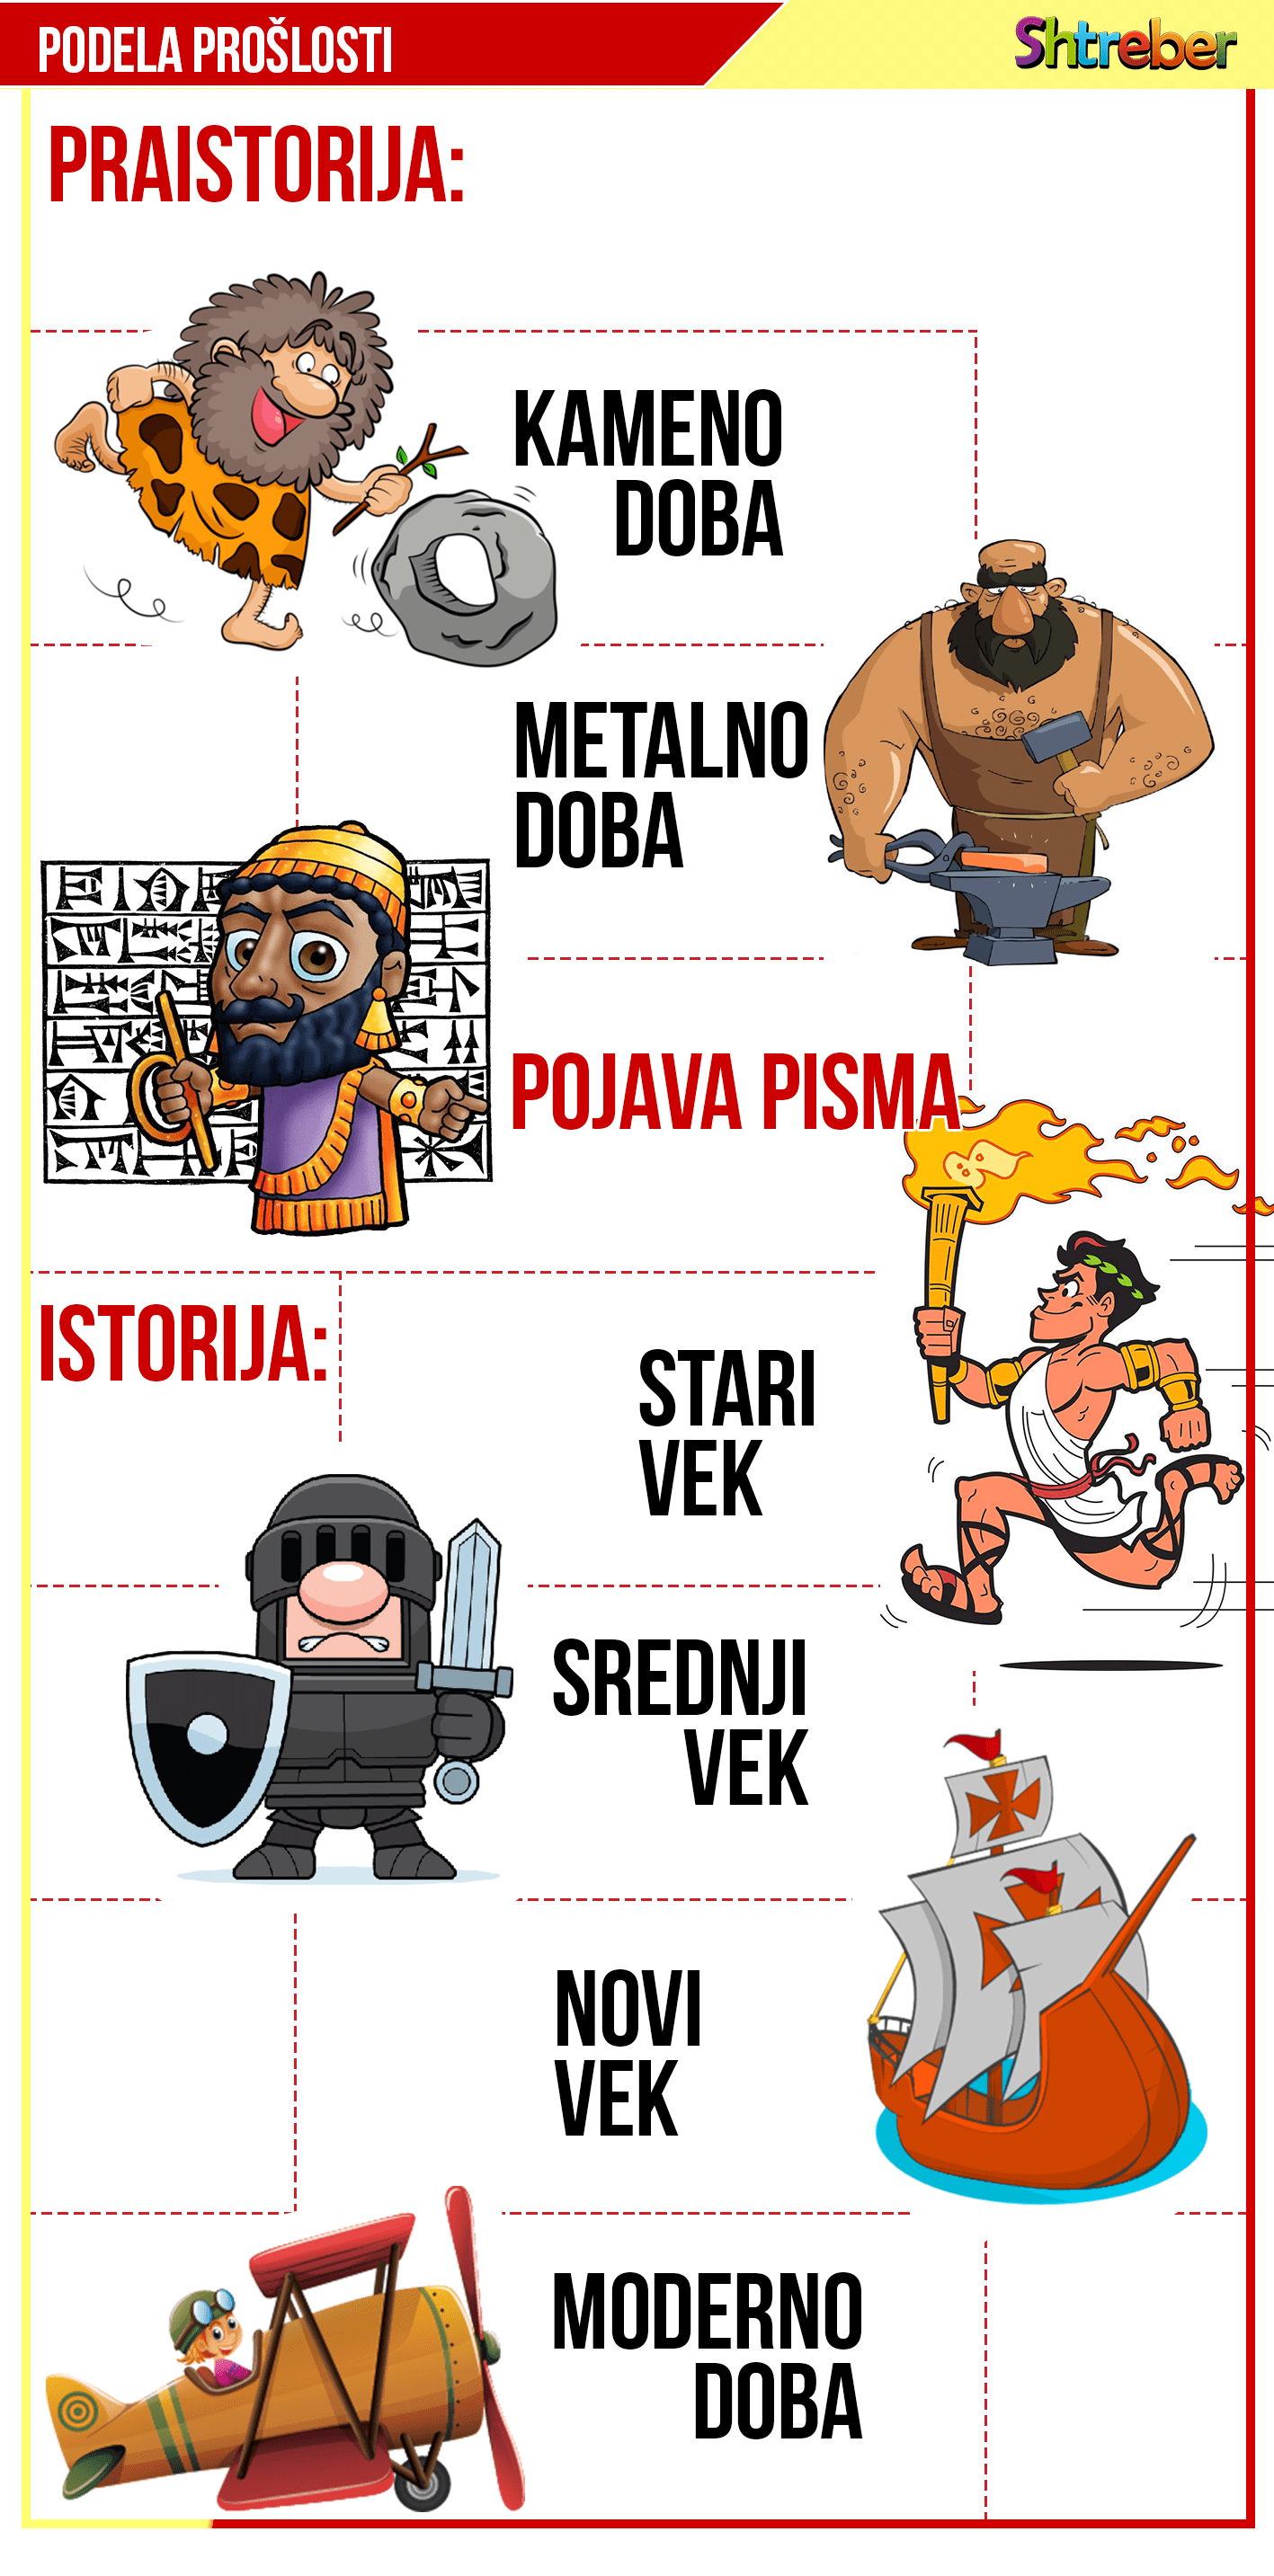 PODELA PROŠLOSTI
Shtreber
PRAISTORIJA:
KAMENO
DOBA
METALNO
DOBA
POJAVA PISMA
ISTORIJA:
STARI
VEK
SREDNJI
VEK
NOVI
VEK
MODERNO
DOBA